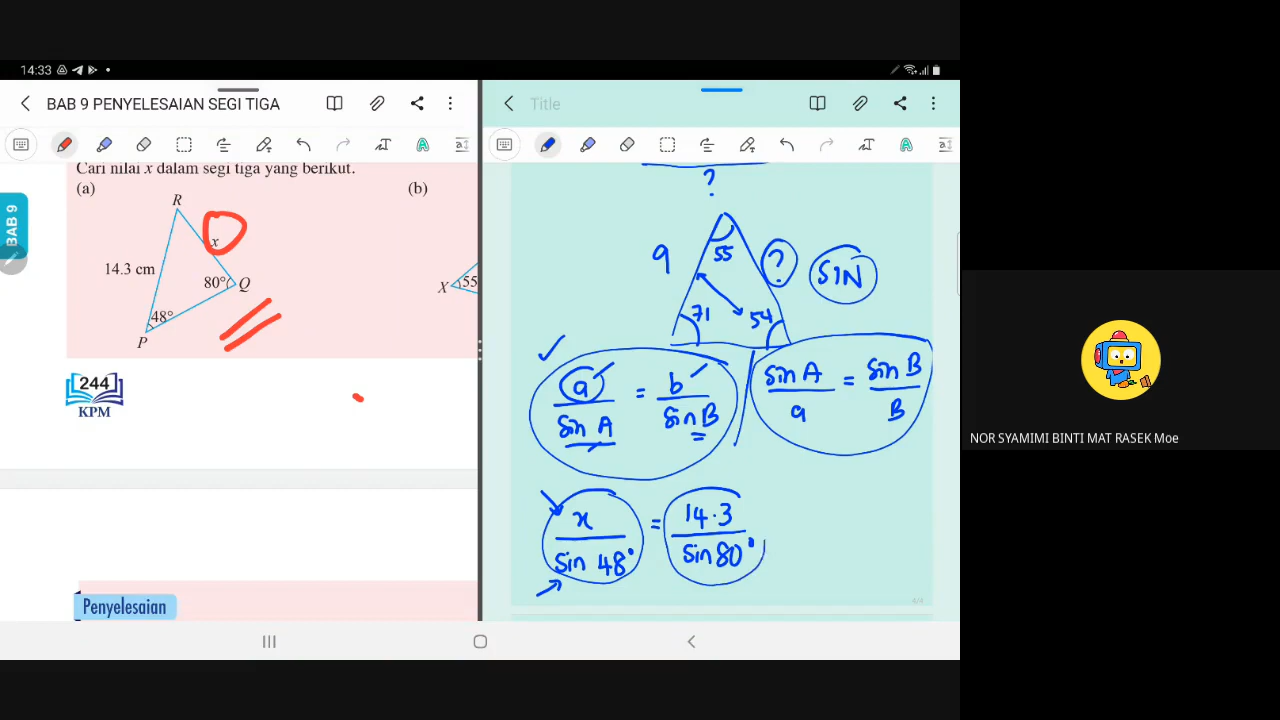 14:33
BAB 9 PENYELESAIAN SEGI TIGA
Cari nilai x dalam segi tiga yang berikut.
(a)
(b)
R
x
14.3 cm
80°
Q
48°
P
X
55
BAB 9
244
KPM
Penyelesaian
Title
?
9
55
?
SIN
71
54
a/sin A = b/sin B
sin A/a = sin B/B
x/sin 48° = 14.3/sin 80°
4/4
NOR SYAMIMI BINTI MAT RASEK Moe